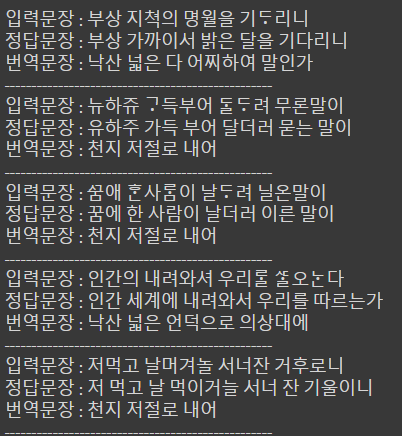 입력문장 : 부상 지쳑의 명월을 기ᄃᆞ리니
정답문장 : 부상 가까이서 밝은 달을 기다리니
번역문장 : 낙산 넓은 다 어찌하여 말인가
--------------------------------------------------
입력문장 : 뉴하쥬 ᄀᆞ득부어 ᄃᆞᆯᄃᆞ려 무론말이
정답문장 : 유하주 가득 부어 달더러 묻는 말이
번역문장 : 천지 저절로 내어
--------------------------------------------------
입력문장 : ᄭᅮᆷ애 ᄒᆞᆫ사ᄅᆞᆷ이 날ᄃᆞ려 닐온말이
정답문장 : 꿈에 한 사람이 날더러 이른 말이
번역문장 : 천지 저절로 내어
--------------------------------------------------
입력문장 : 인간의 내려와셔 우리ᄅᆞᆯ ᄯᆞᆯ오ᄂᆞᆫ다
정답문장 : 인간 세계에 내려와서 우리를 따르는가
번역문장 : 낙산 넓은 언덕으로 의상대에
--------------------------------------------------
입력문장 : 저먹고 날머겨놀 서너잔 거후로니
정답문장 : 저 먹고 날 먹이거늘 서너 잔 기울이니
번역문장 : 천지 저절로 내어
--------------------------------------------------